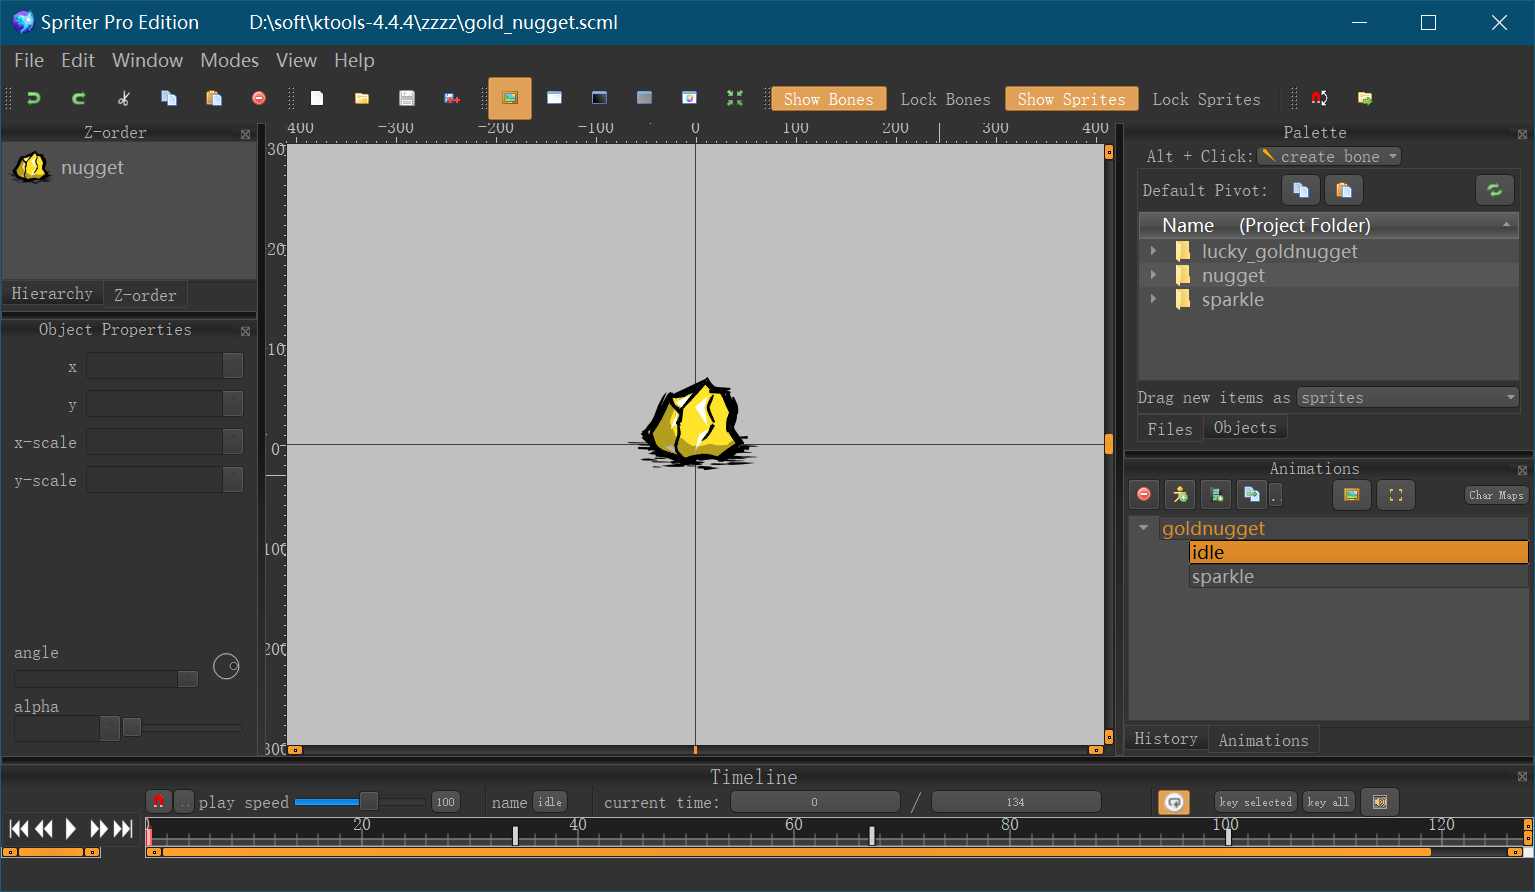 Spriter Pro Edition D:\soft\ktools-4.4.4\zzzz\gold_nugget.scml
File Edit Window Modes View Help
Show Bones Lock Bones Show Sprites Lock Sprites
Z-order
nugget
Hierarchy Z-order
Object Properties
x
y
x-scale
y-scale
angle
alpha
400 -300 -200 -100 0 100 200 300 400
30
20
10
0
100
200
300
Palette
Alt + Click: create bone
Default Pivot:
Name (Project Folder)
lucky_goldnugget
nugget
sparkle
Drag new items as sprites
Files Objects
Animations
Char Maps
goldnugget
idle
sparkle
History Animations
Timeline
.. play speed 100 name idle current time: 0 / 134 key selected key all
20 40 60 80 100 120